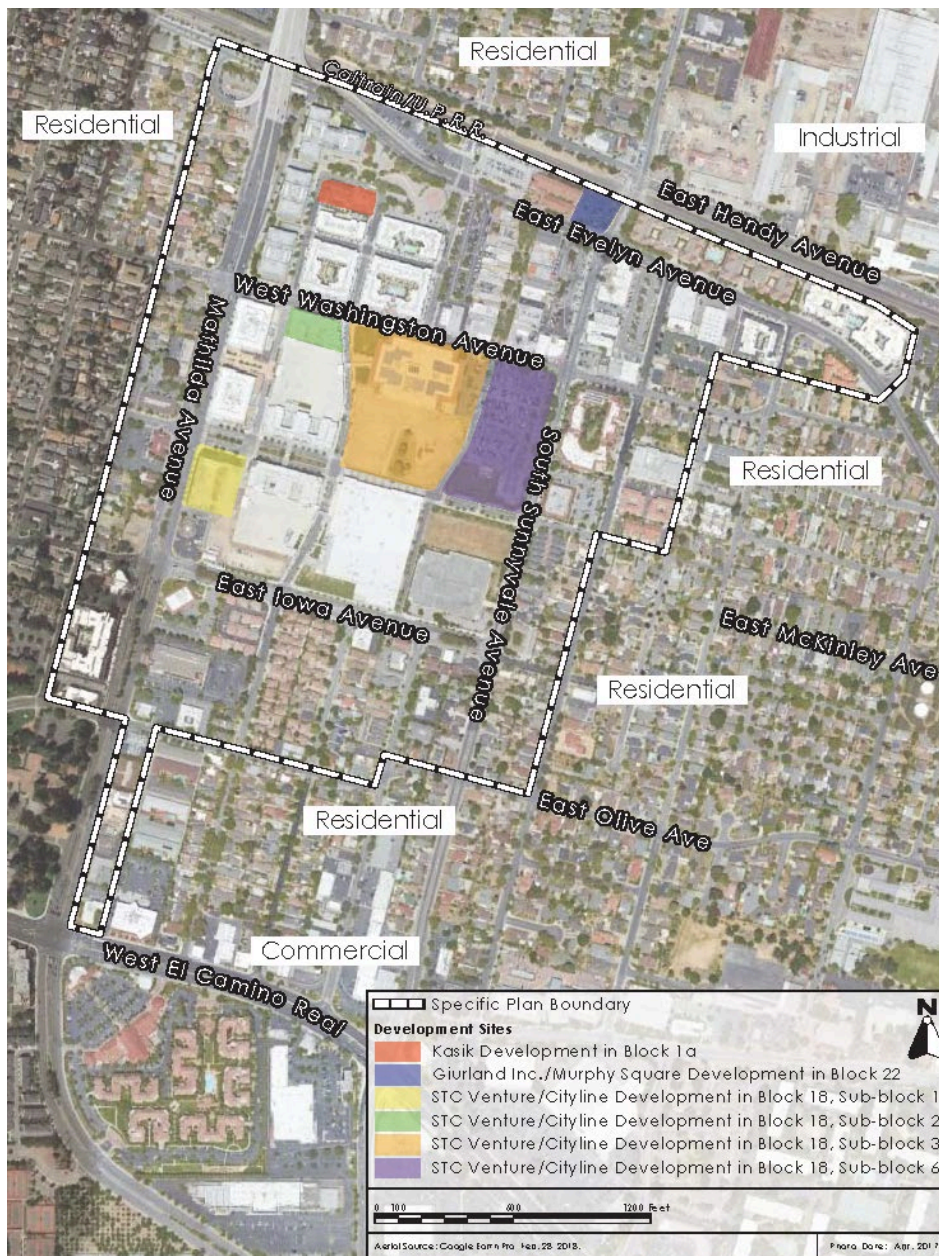 Residential
Caltrain/U.P.R.R.
Residential
Industrial
East Hendy Avenue
East Evelyn Avenue
West Washingston Avenue
Mathilda Avenue
South Sunnyvale Avenue
Residential
East Iowa Avenue
East McKinley Ave
Residential
East Olive Ave
Residential
Commercial
West El Camino Real
Specific Plan Boundary
N
Development Sites
Kasik Development in Block 1a
Giurland Inc./Murphy Square Development in Block 22
STC Venture/Cityline Development in Block 18, Sub-block 1
STC Venture/Cityline Development in Block 18, Sub-block 2
STC Venture/Cityline Development in Block 18, Sub-block 3
STC Venture/Cityline Development in Block 18, Sub-block 6
0 100 600 1200 Feet
Aerial Source: Google Earth Pro, Feb. 28, 2018. Photo Date: Apr. 2017